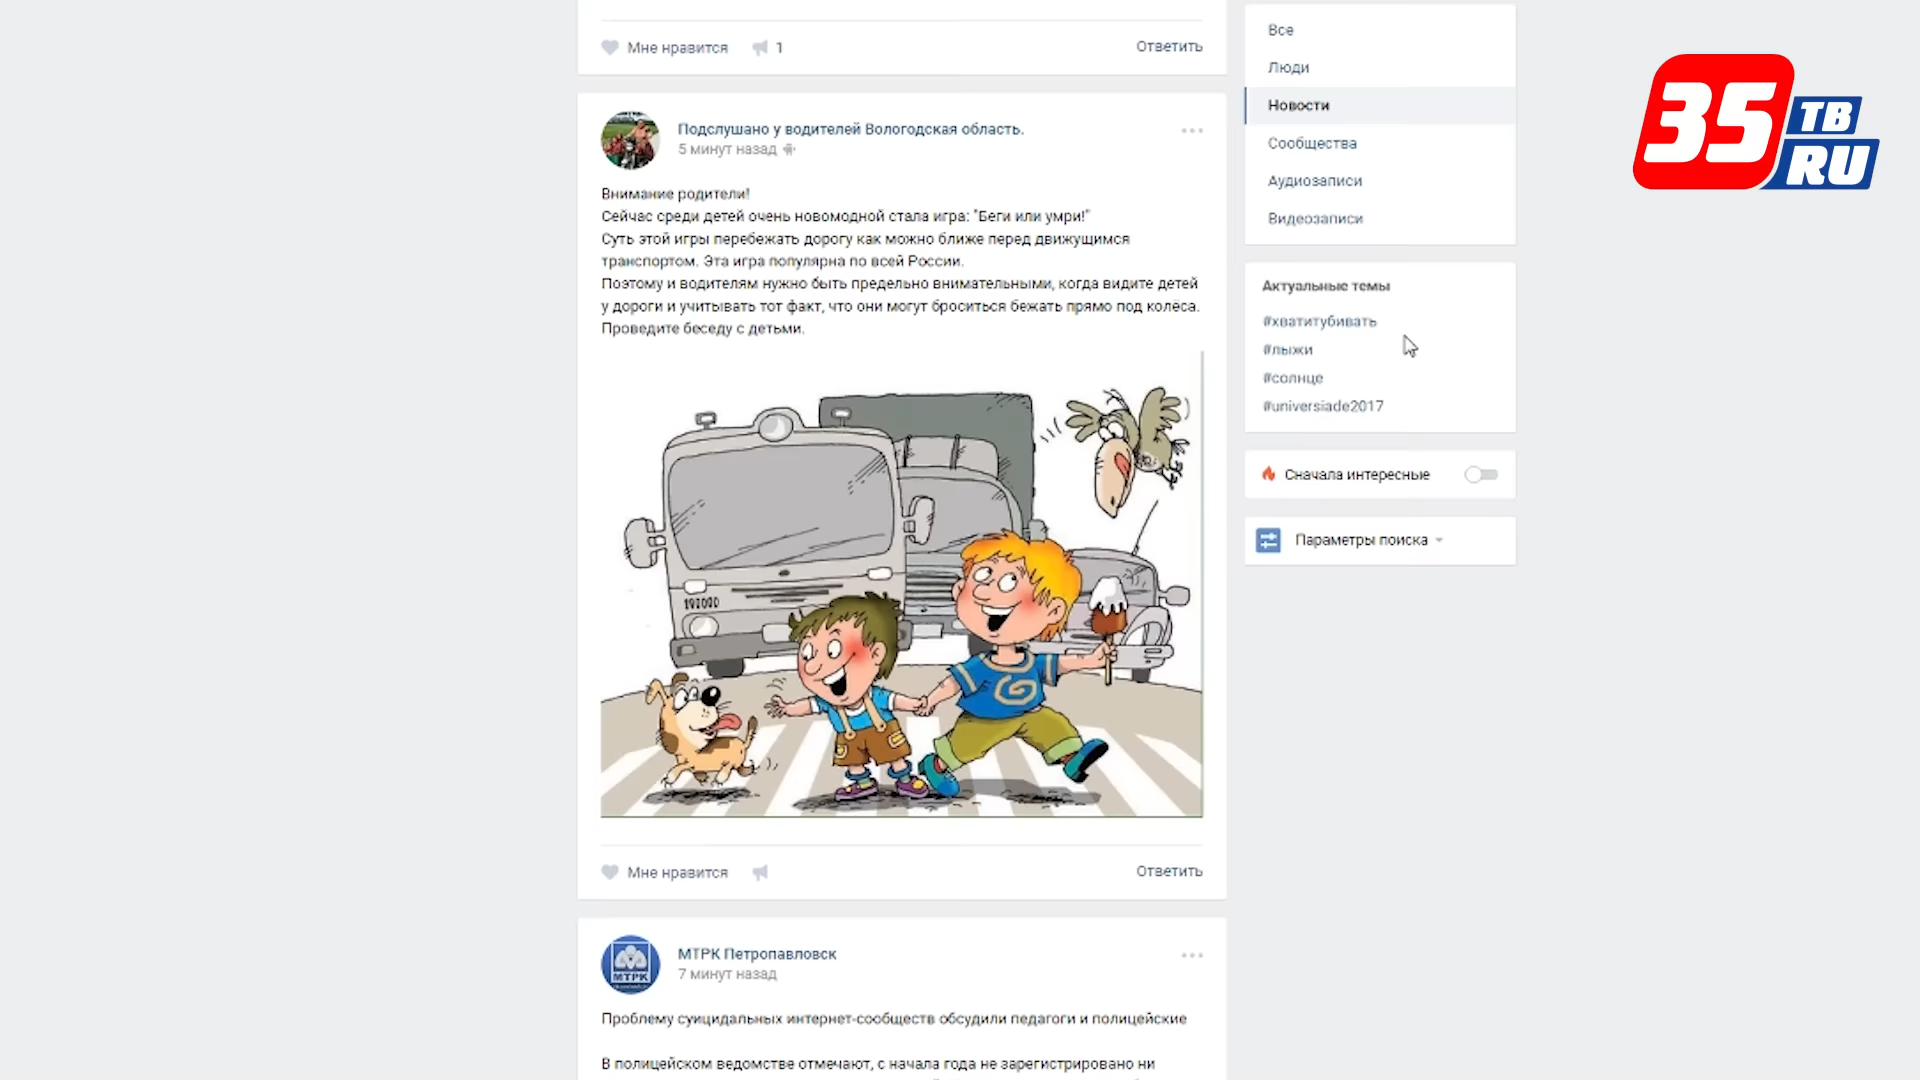 Мне нравится 1 Ответить
Подслушано у водителей Вологодская область.
5 минут назад
Внимание родители!
Сейчас среди детей очень новомодной стала игра: "Беги или умри!"
Суть этой игры перебежать дорогу как можно ближе перед движущимся
транспортом. Эта игра популярна по всей России.
Поэтому и водителям нужно быть предельно внимательными, когда видите детей
у дороги и учитывать тот факт, что они могут броситься бежать прямо под колёса.
Проведите беседу с детьми.
Мне нравится Ответить
МТРК
МТРК Петропавловск
7 минут назад
Проблему суицидальных интернет-сообществ обсудили педагоги и полицейские
В полицейском ведомстве отмечают, с начала года не зарегистрировано ни
Все
Люди
Новости
Сообщества
Аудиозаписи
Видеозаписи
Актуальные темы
#хватитубивать
#лыжи
#солнце
#universiade2017
Сначала интересные
Параметры поиска
35
ТВ
RU